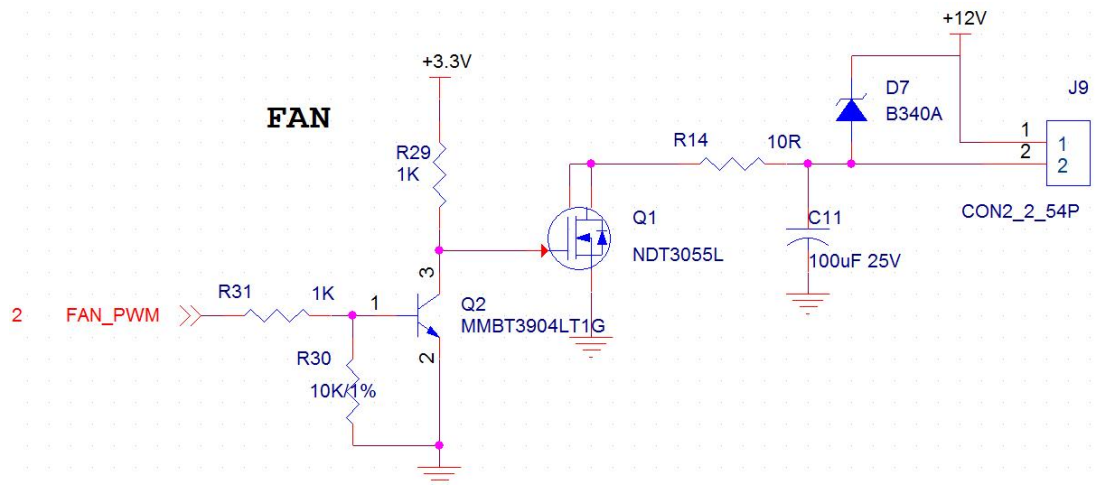 +12V
+3.3V
D7
B340A
J9
FAN
R14 10R
1
2
1
2
R29
1K
CON2_2_54P
Q1
NDT3055L
C11
100uF 25V
3
R31 1K
1
Q2
MMBT3904LT1G
2 FAN_PWM
2
R30
10K/1%